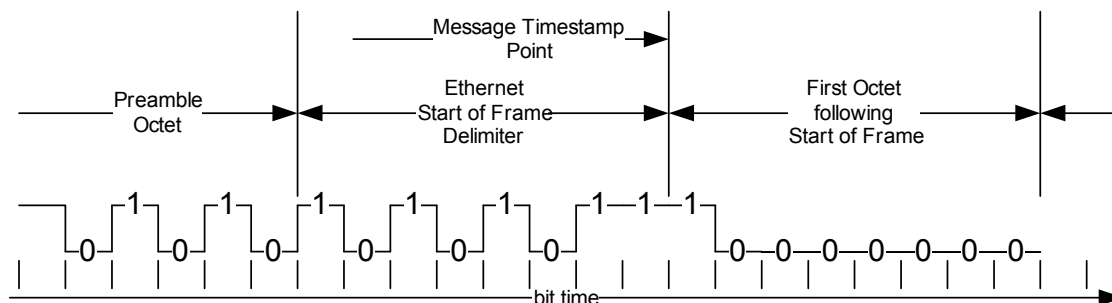 Message Timestamp
Point
Preamble
Octet
Ethernet
Start of Frame
Delimiter
First Octet
following
Start of Frame
0 1 0 1 0 1 0 1 0 1 0 1 1 1 0 0 0 0 0 0 0
bit time